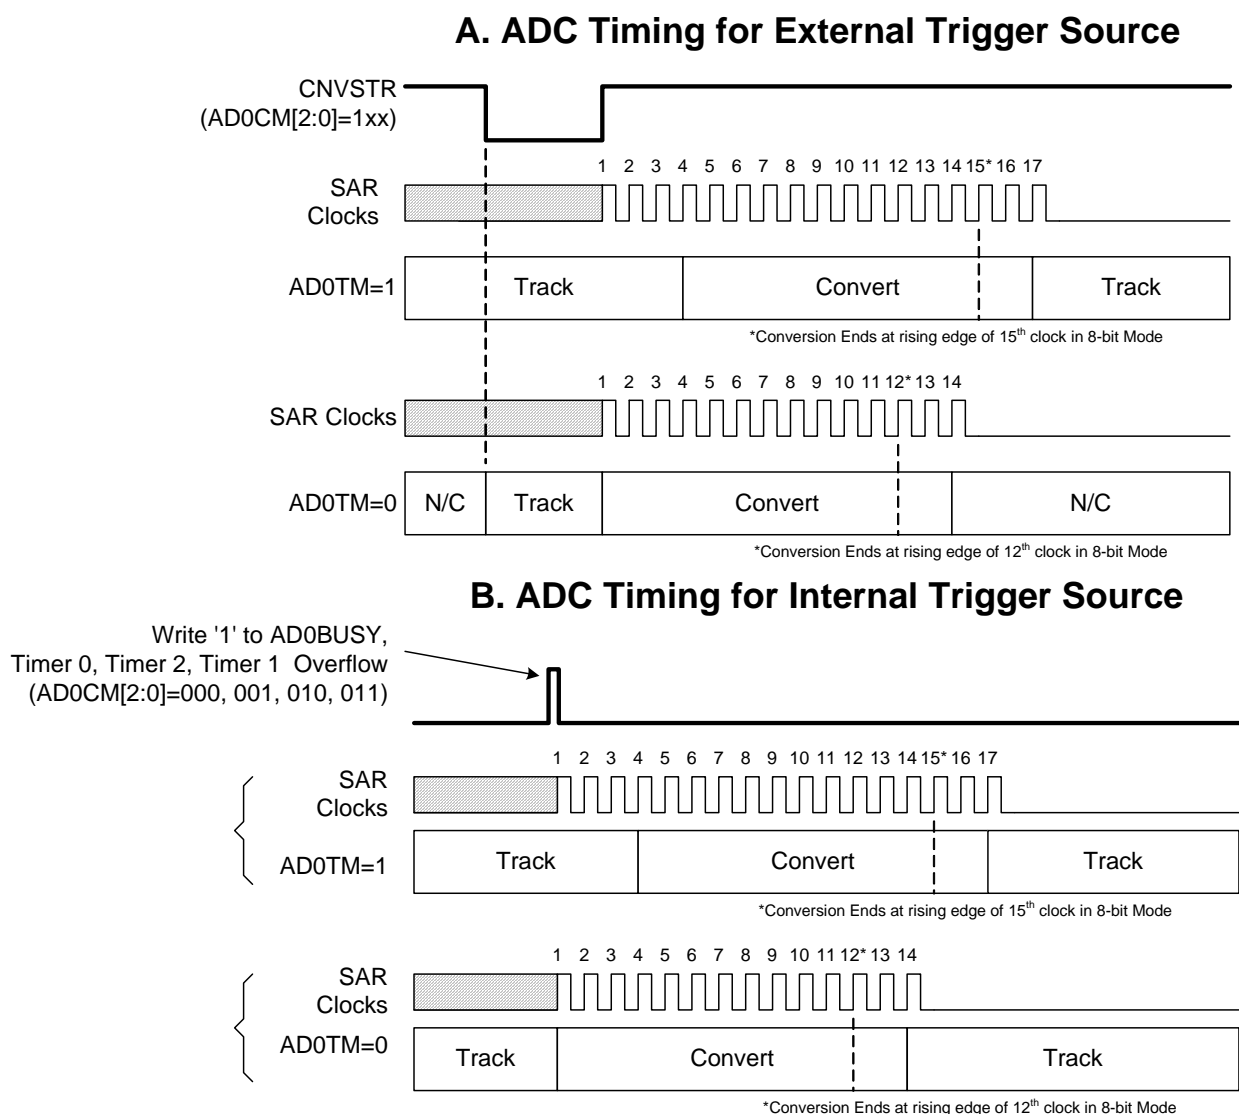 A. ADC Timing for External Trigger Source
CNVSTR
(AD0CM[2:0]=1xx)
1 2 3 4 5 6 7 8 9 10 11 12 13 14 15* 16 17
SAR
Clocks
AD0TM=1 Track Convert Track
*Conversion Ends at rising edge of 15th clock in 8-bit Mode
1 2 3 4 5 6 7 8 9 10 11 12* 13 14
SAR Clocks
AD0TM=0 N/C Track Convert N/C
*Conversion Ends at rising edge of 12th clock in 8-bit Mode
B. ADC Timing for Internal Trigger Source
Write '1' to AD0BUSY,
Timer 0, Timer 2, Timer 1 Overflow
(AD0CM[2:0]=000, 001, 010, 011)
1 2 3 4 5 6 7 8 9 10 11 12 13 14 15* 16 17
SAR
Clocks
AD0TM=1 Track Convert Track
*Conversion Ends at rising edge of 15th clock in 8-bit Mode
1 2 3 4 5 6 7 8 9 10 11 12* 13 14
SAR
Clocks
AD0TM=0 Track Convert Track
*Conversion Ends at rising edge of 12th clock in 8-bit Mode